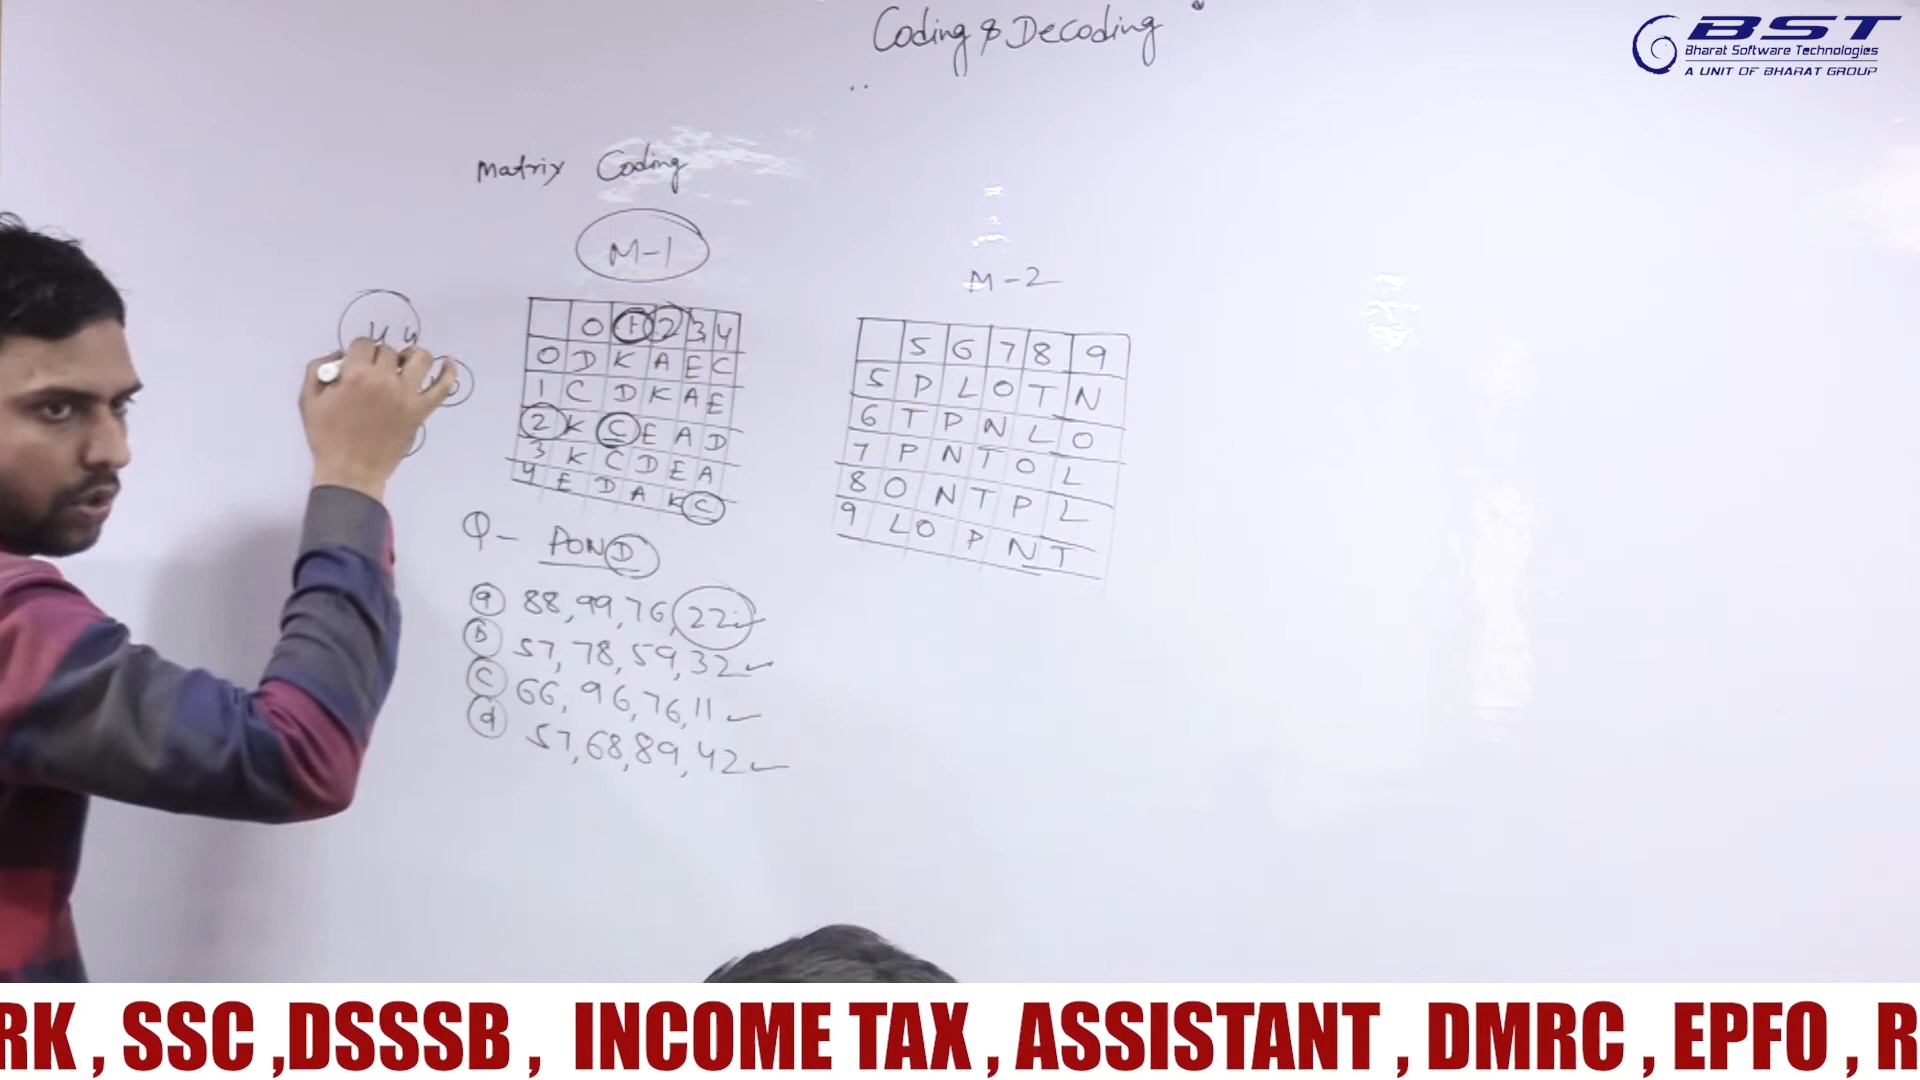 Coding & Decoding
BST
Bharat Software Technologies
A UNIT OF BHARAT GROUP
Matrix Coding
M-1
M-2
0 1 2 3 4
0 D K A E C
1 C D K A E
2 K C E A D
3 K C D E A
4 E D A K C
5 6 7 8 9
5 P L O T N
6 T P N L O
7 P N T O L
8 O N T P L
9 L O P N T
Q- POND
a 88, 99, 76, 22
b 57, 78, 59, 32
c 66, 96, 76, 11
d 57, 68, 89, 42
RK , SSC ,DSSSB , INCOME TAX , ASSISTANT , DMRC , EPFO , R